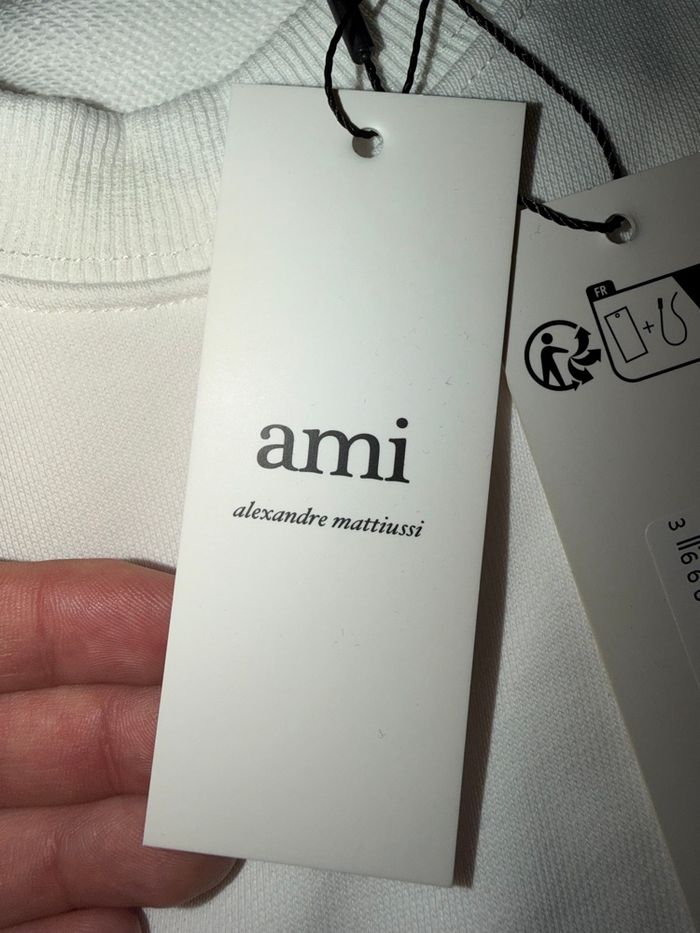 ami
alexandre mattiussi
FR
+